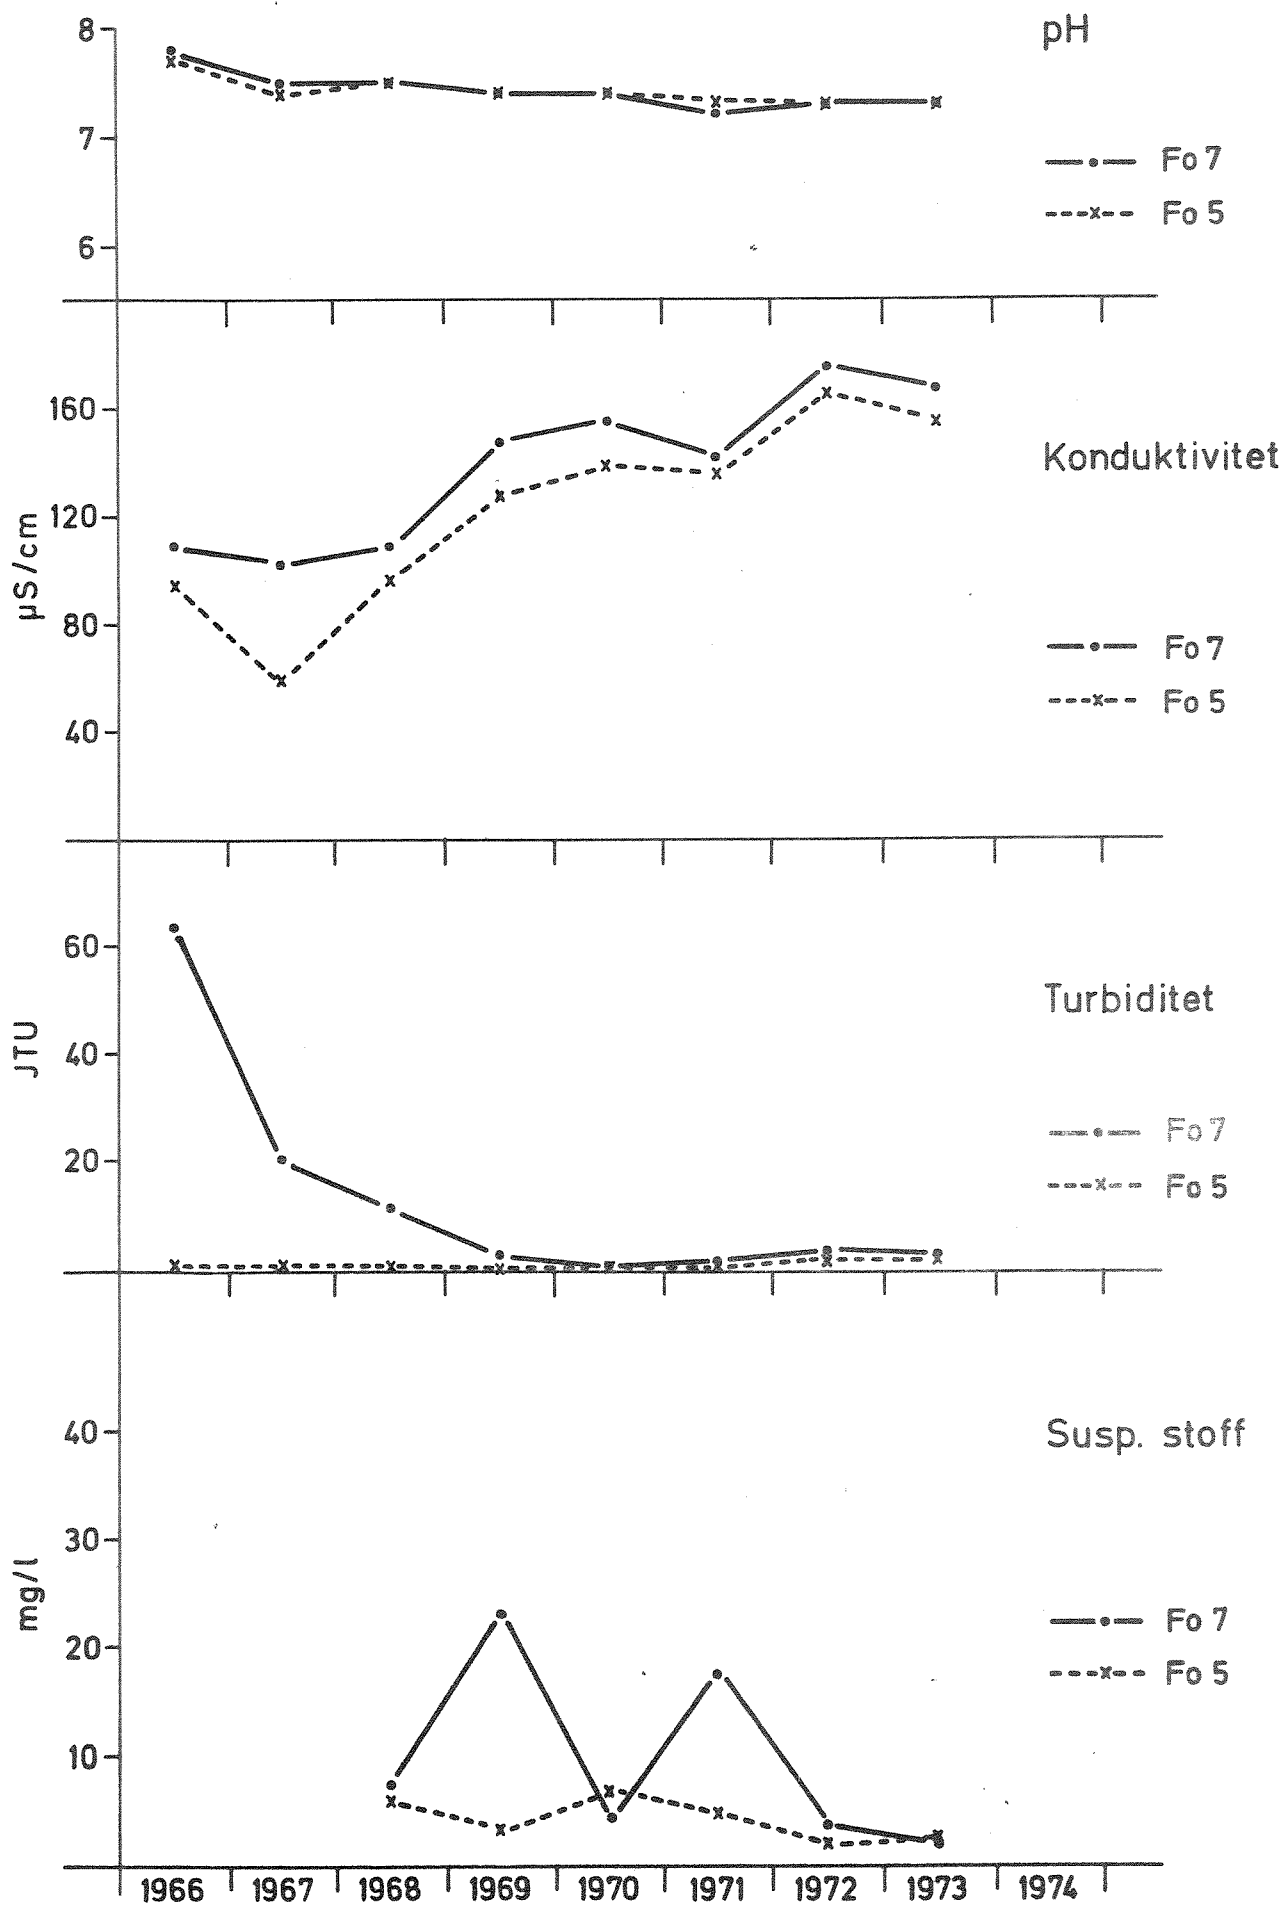 pH
8
7
6
Fo 7
Fo 5
Konduktivitet
µS/cm
160
120
80
40
Fo 7
Fo 5
Turbiditet
JTU
60
40
20
Fo 7
Fo 5
Susp. stoff
mg/l
40
30
20
10
Fo 7
Fo 5
1966 1967 1968 1969 1970 1971 1972 1973 1974